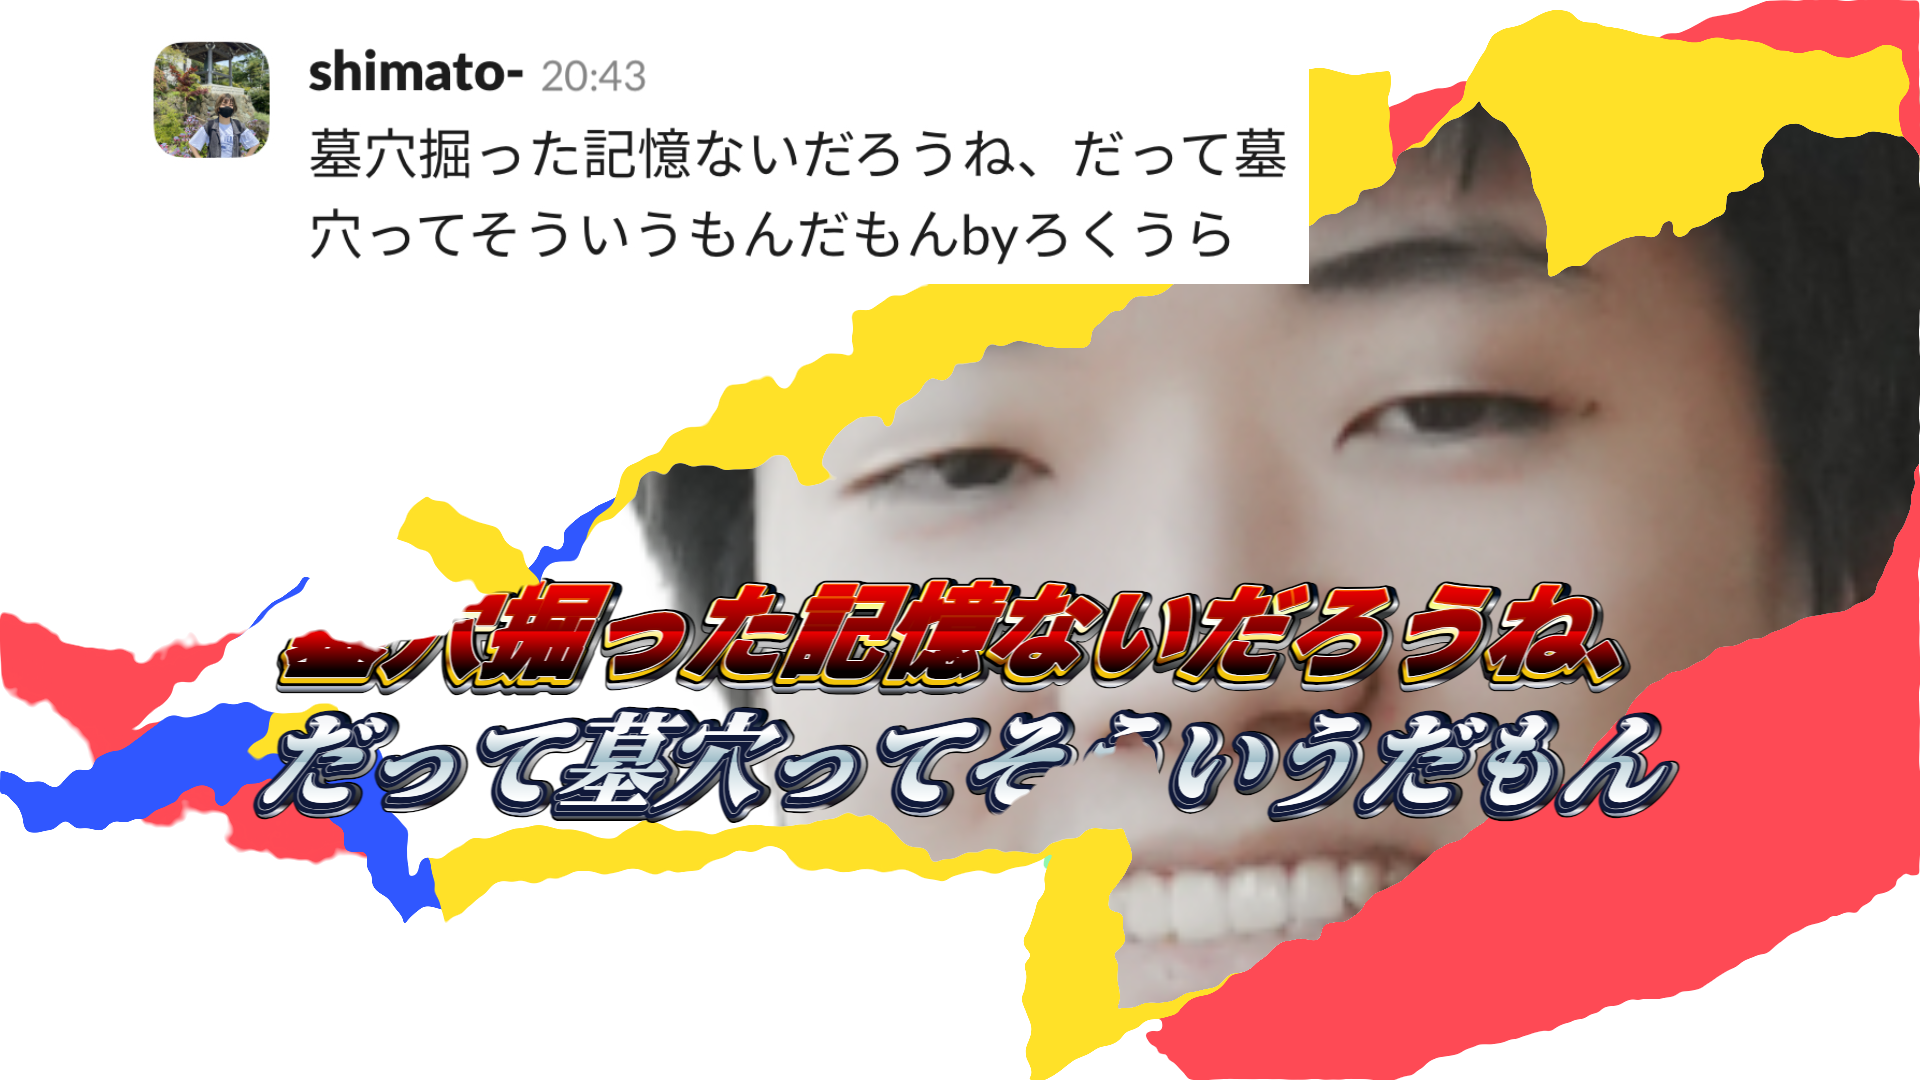 shimato- 20:43
墓穴掘った記憶ないだろうね、だって墓
穴ってそういうもんだもんbyろくうら
墓穴掘った記憶ないだろうね、
だって墓穴ってそういうだもん